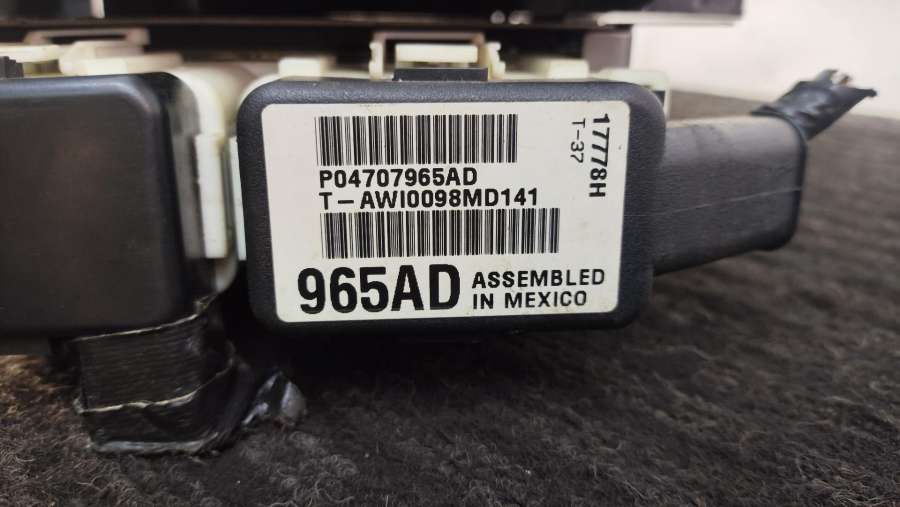 P04707965AD
T-AWI0098MD141
965AD ASSEMBLED
IN MEXICO
17778H
T-37